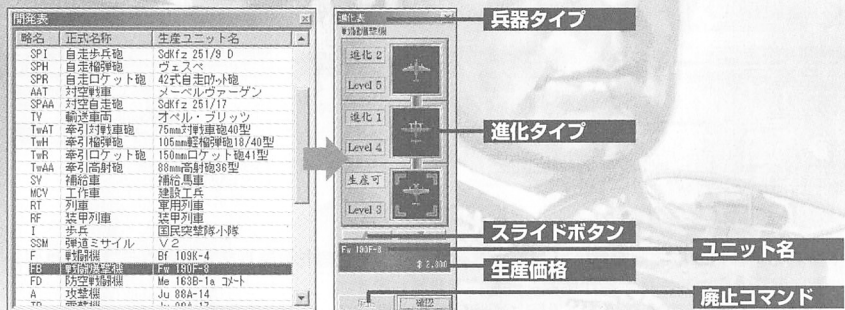 開発表
略名 正式名称 生産ユニット名
SPI 自走歩兵砲 SdKfz 251/9 D
SPH 自走榴弾砲 ヴェスペ
SPR 自走ロケット砲 42式自走ロケット砲
AAT 対空戦車 メーベルヴァーゲン
SPAA 対空自走砲 SdKfz 251/17
TV 輸送車両 オペル・ブリッツ
TwAT 牽引対戦車砲 75mm対戦車砲40型
TwH 牽引榴弾砲 105mm軽榴弾砲18/40型
TwR 牽引ロケット砲 150mmロケット砲41型
TwAA 牽引高射砲 88mm高射砲36型
SY 補給車 補給馬車
MCV 工作車 建設工兵
RT 列車 軍用列車
RF 装甲列車 装甲列車
I 歩兵 国民突撃隊小隊
SSM 弾道ミサイル V2
F 戦闘機 Bf 109K-4
FB 戦闘爆撃機 Fw 190F-8
FD 防空戦闘機 Me 163B-1a コメート
A 攻撃機 Ju 88A-14
進化表
戦闘爆撃機
進化 2
Level 5
進化 1
Level 4
生産可
Level 3
Fw 190F-8
$ 2,800
確認
兵器タイプ
進化タイプ
スライドボタン
ユニット名
生産価格
廃止コマンド